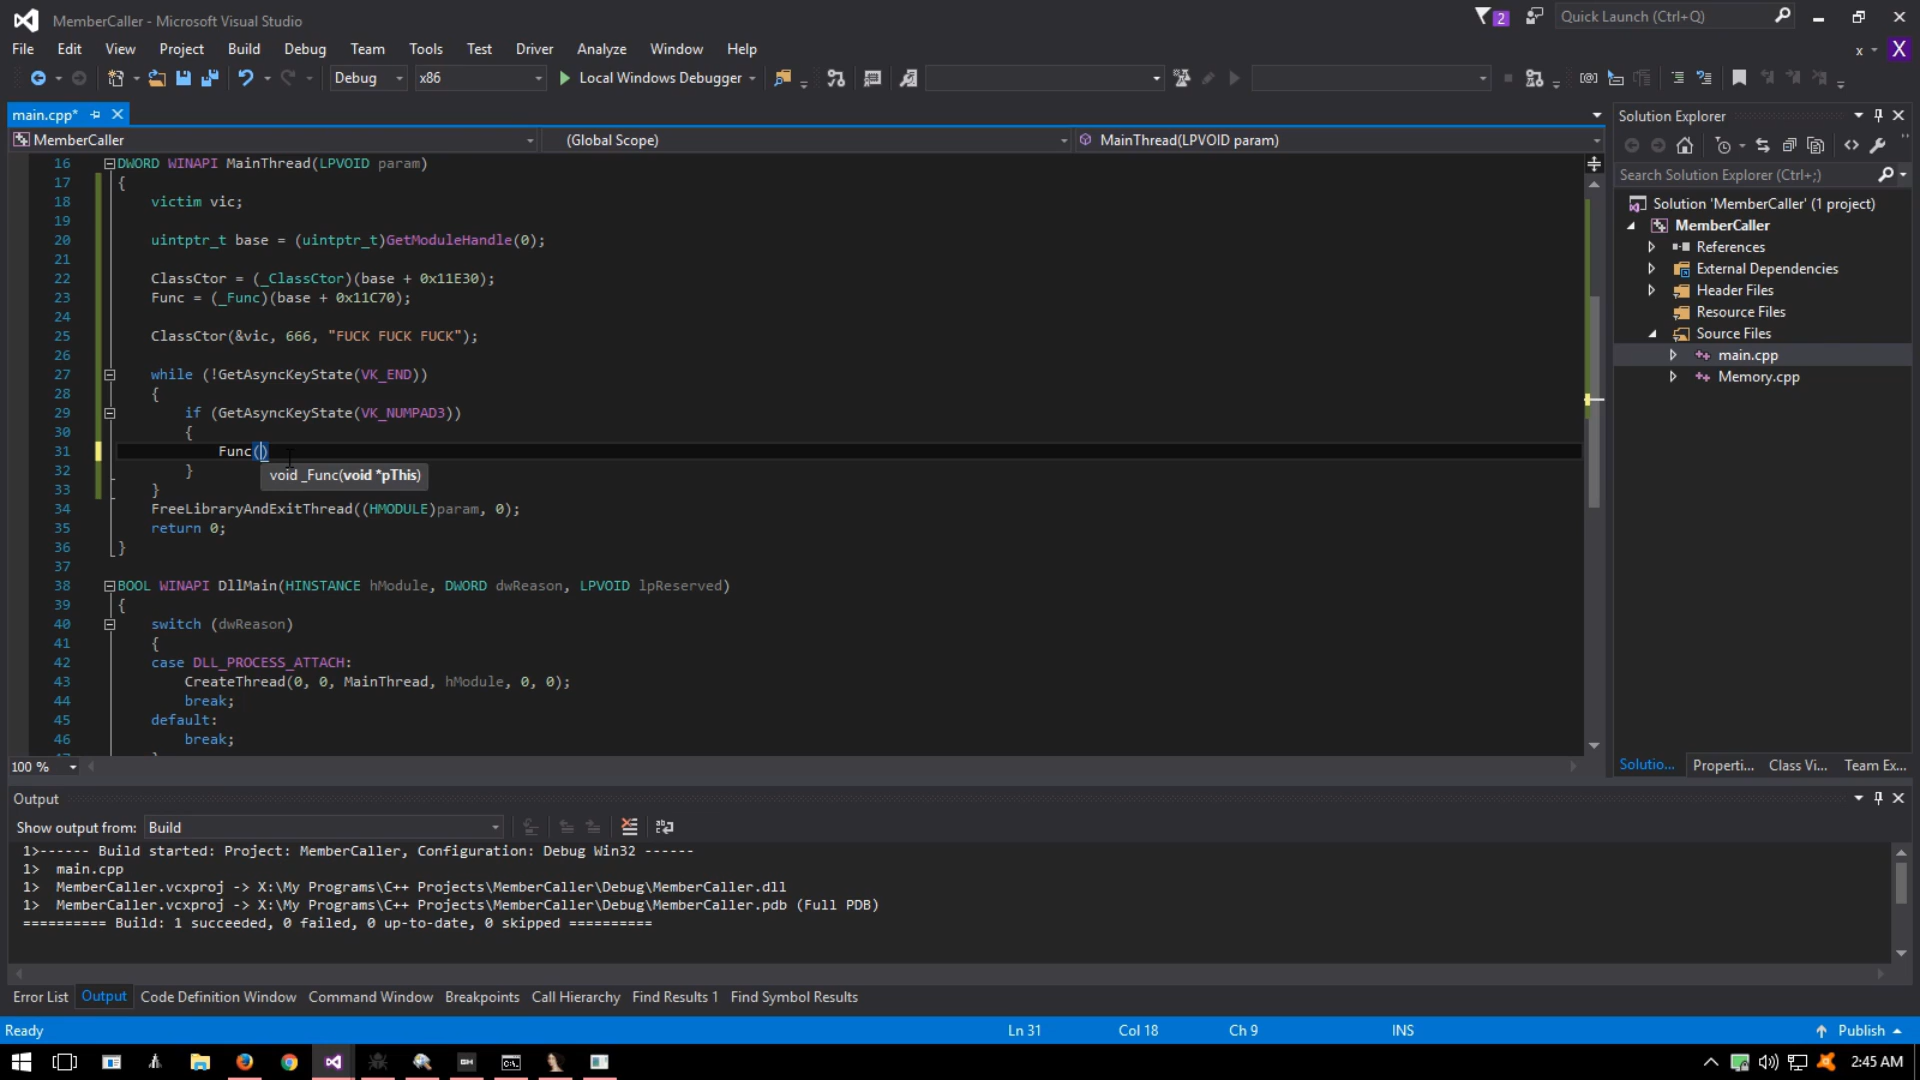 MemberCaller - Microsoft Visual Studio
2
Quick Launch (Ctrl+Q)
File Edit View Project Build Debug Team Tools Test Driver Analyze Window Help
x X
Debug x86 Local Windows Debugger
main.cpp*
MemberCaller (Global Scope) MainThread(LPVOID param)
16 DWORD WINAPI MainThread(LPVOID param)
17 {
18 victim vic;
19
20 uintptr_t base = (uintptr_t)GetModuleHandle(0);
21
22 ClassCtor = (_ClassCtor)(base + 0x11E30);
23 Func = (_Func)(base + 0x11C70);
24
25 ClassCtor(&vic, 666, "FUCK FUCK FUCK");
26
27 while (!GetAsyncKeyState(VK_END))
28 {
29 if (GetAsyncKeyState(VK_NUMPAD3))
30 {
31 Func()
32 }
void _Func(void *pThis)
33 }
34 FreeLibraryAndExitThread((HMODULE)param, 0);
35 return 0;
36 }
37
38 BOOL WINAPI DllMain(HINSTANCE hModule, DWORD dwReason, LPVOID lpReserved)
39 {
40 switch (dwReason)
41 {
42 case DLL_PROCESS_ATTACH:
43 CreateThread(0, 0, MainThread, hModule, 0, 0);
44 break;
45 default:
46 break;
100 %
Solution Explorer
Search Solution Explorer (Ctrl+;)
Solution 'MemberCaller' (1 project)
MemberCaller
References
External Dependencies
Header Files
Resource Files
Source Files
main.cpp
Memory.cpp
Solutio... Properti... Class Vi... Team Ex...
Output
Show output from: Build
1>------ Build started: Project: MemberCaller, Configuration: Debug Win32 ------
1> main.cpp
1> MemberCaller.vcxproj -> X:\My Programs\C++ Projects\MemberCaller\Debug\MemberCaller.dll
1> MemberCaller.vcxproj -> X:\My Programs\C++ Projects\MemberCaller\Debug\MemberCaller.pdb (Full PDB)
========== Build: 1 succeeded, 0 failed, 0 up-to-date, 0 skipped ==========
Error List Output Code Definition Window Command Window Breakpoints Call Hierarchy Find Results 1 Find Symbol Results
Ready Ln 31 Col 18 Ch 9 INS Publish
2:45 AM